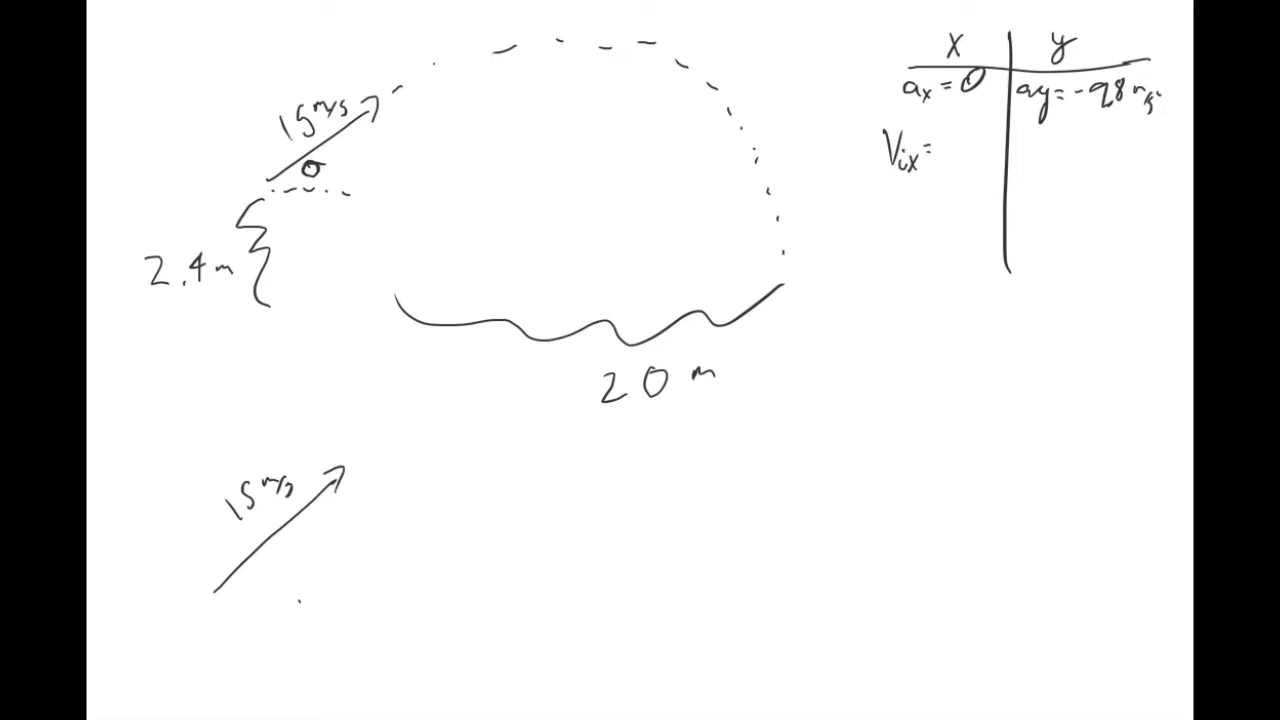 x y
15 m/s
ax = 0 ay = -9.8 m/s²
θ
Vix =
2.4 m
20 m
15 m/s